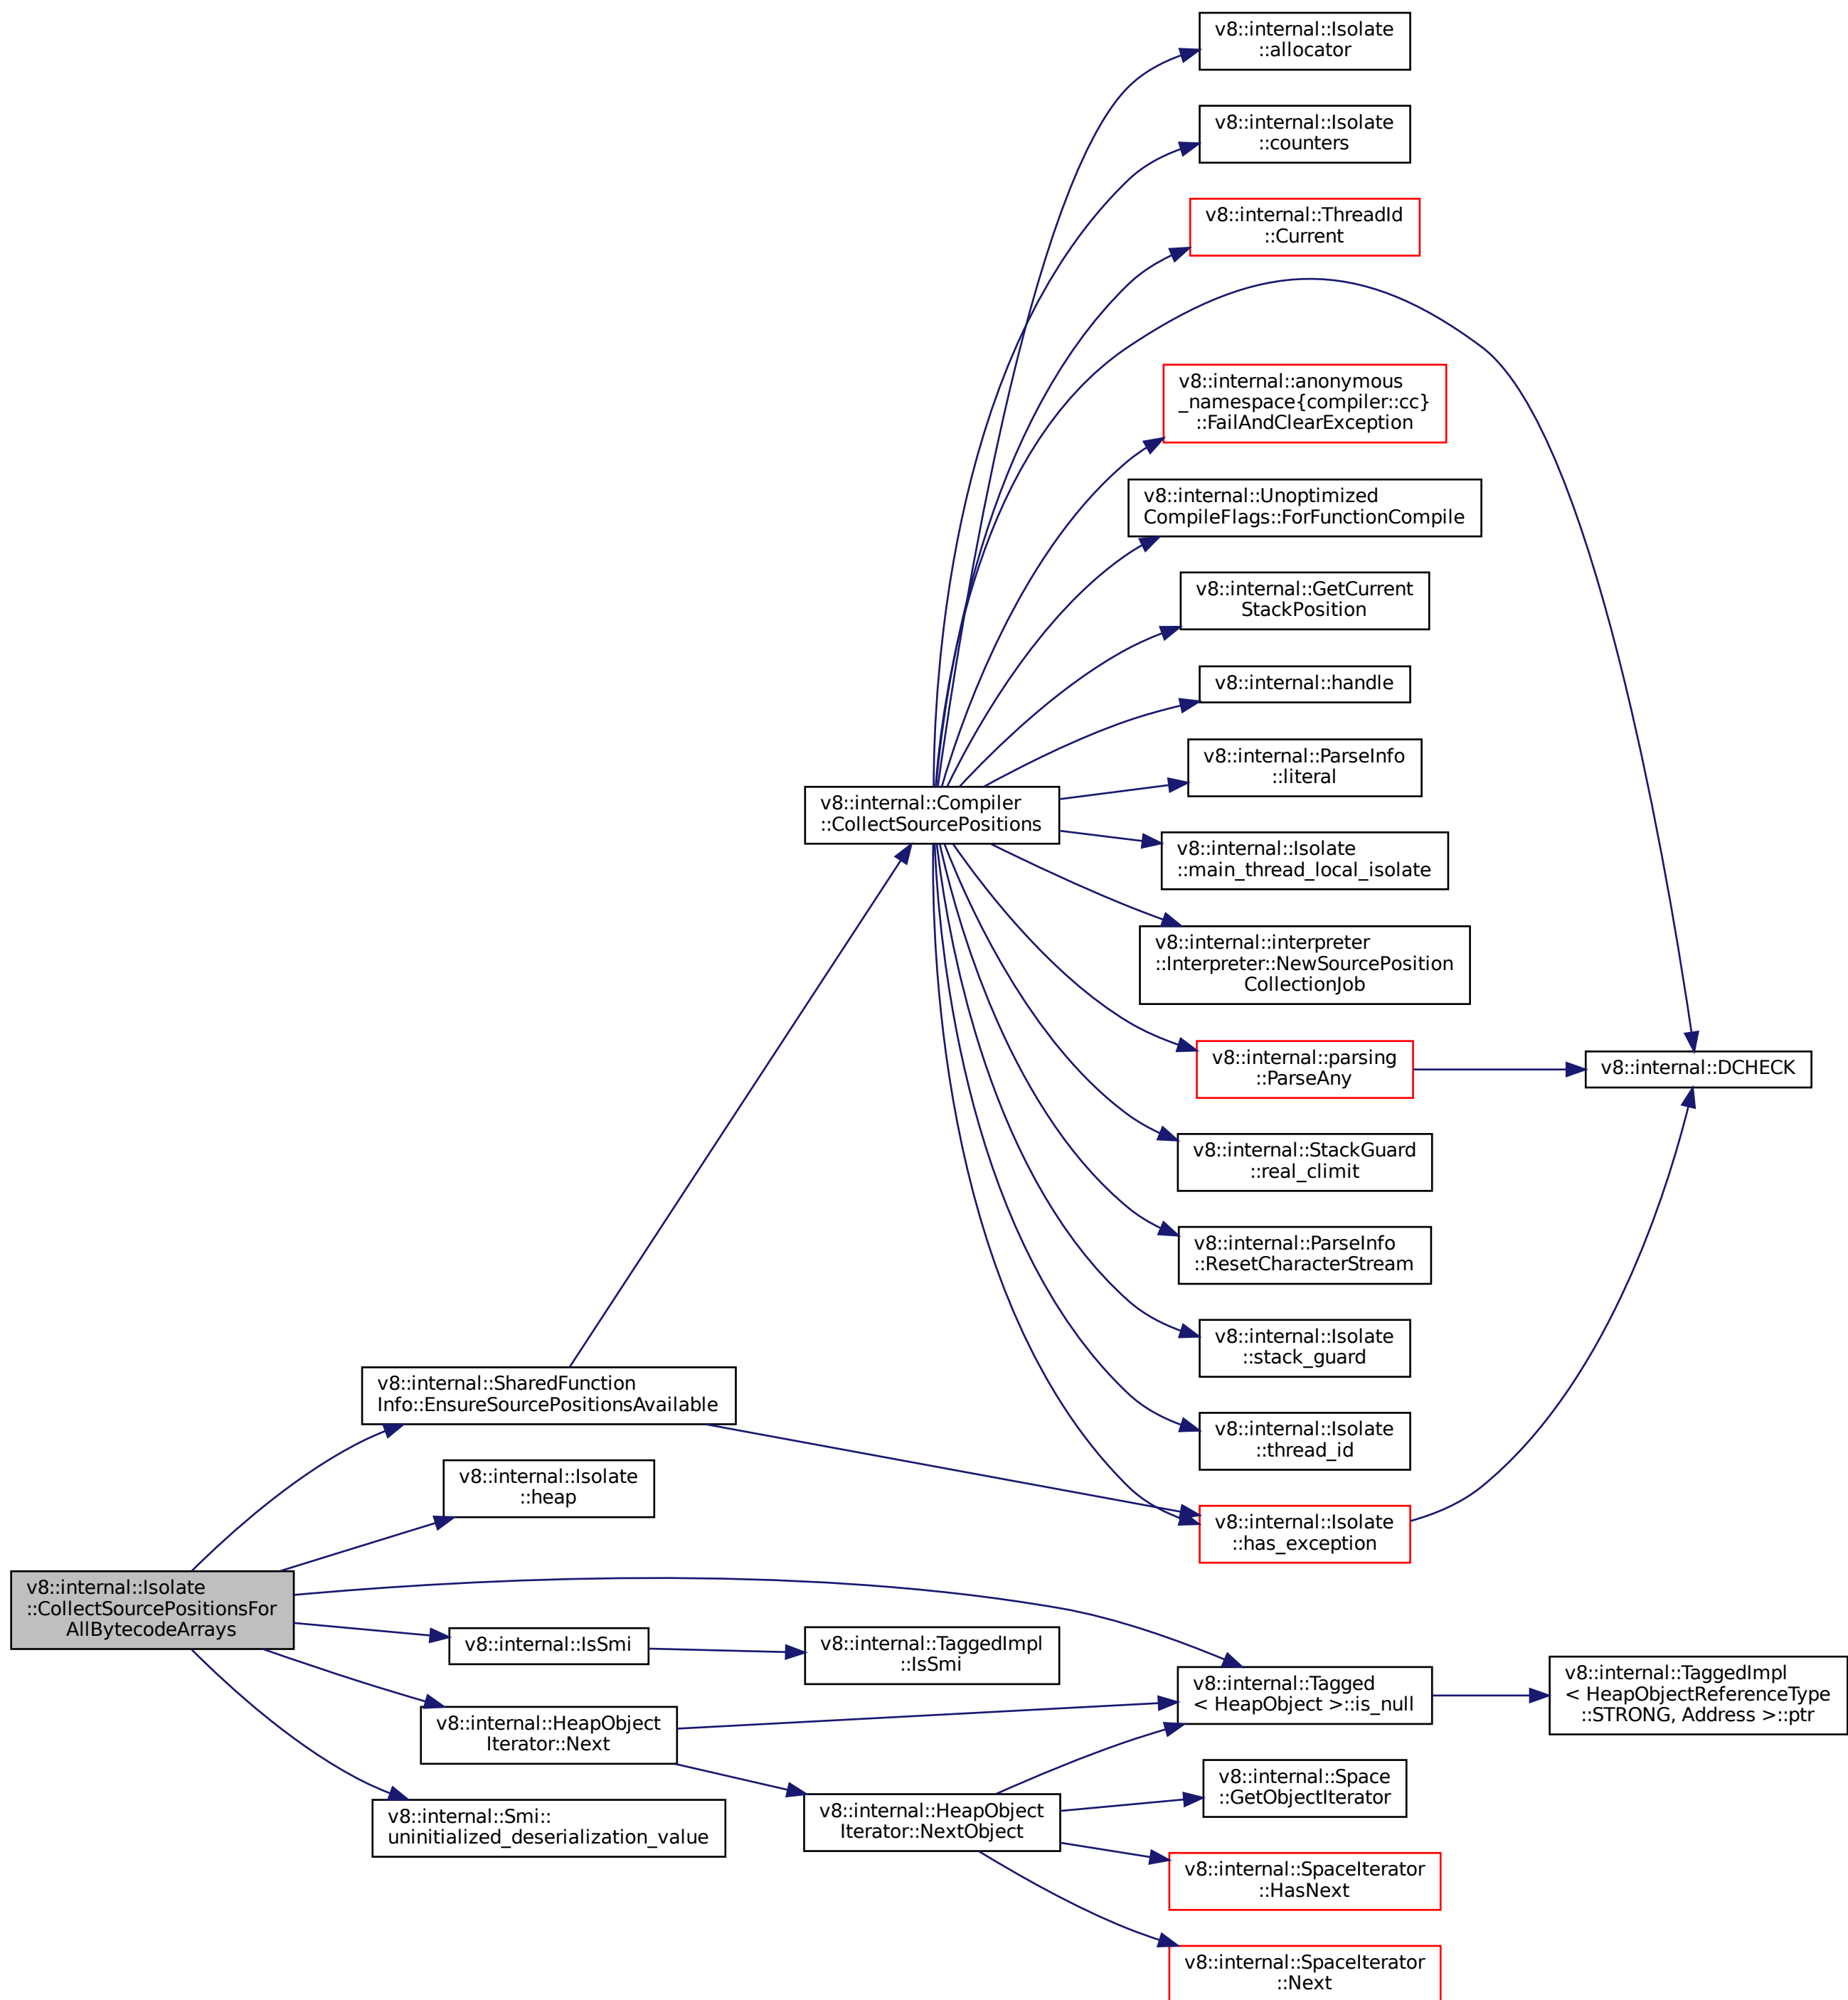 v8::internal::Isolate
::allocator
v8::internal::Isolate
::counters
v8::internal::ThreadId
::Current
v8::internal::anonymous
_namespace{compiler::cc}
::FailAndClearException
v8::internal::Unoptimized
CompileFlags::ForFunctionCompile
v8::internal::GetCurrent
StackPosition
v8::internal::handle
v8::internal::ParseInfo
::literal
v8::internal::Compiler
::CollectSourcePositions
v8::internal::Isolate
::main_thread_local_isolate
v8::internal::interpreter
::Interpreter::NewSourcePosition
CollectionJob
v8::internal::parsing
::ParseAny
v8::internal::DCHECK
v8::internal::StackGuard
::real_climit
v8::internal::ParseInfo
::ResetCharacterStream
v8::internal::Isolate
::stack_guard
v8::internal::SharedFunction
Info::EnsureSourcePositionsAvailable
v8::internal::Isolate
::thread_id
v8::internal::Isolate
::heap
v8::internal::Isolate
::has_exception
v8::internal::Isolate
::CollectSourcePositionsFor
AllBytecodeArrays
v8::internal::IsSmi
v8::internal::TaggedImpl
::IsSmi
v8::internal::Tagged
< HeapObject >::is_null
v8::internal::TaggedImpl
< HeapObjectReferenceType
::STRONG, Address >::ptr
v8::internal::HeapObject
Iterator::Next
v8::internal::Space
::GetObjectIterator
v8::internal::Smi::
uninitialized_deserialization_value
v8::internal::HeapObject
Iterator::NextObject
v8::internal::SpaceIterator
::HasNext
v8::internal::SpaceIterator
::Next